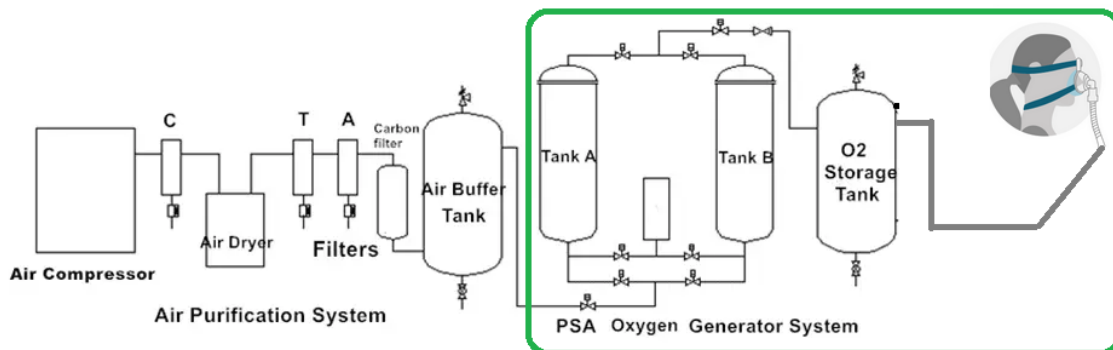 C
T
A
Carbon
filter
Air Buffer
Tank
Tank A
Tank B
O2
Storage
Tank
Air Dryer
Filters
Air Compressor
Air Purification System
PSA Oxygen Generator System